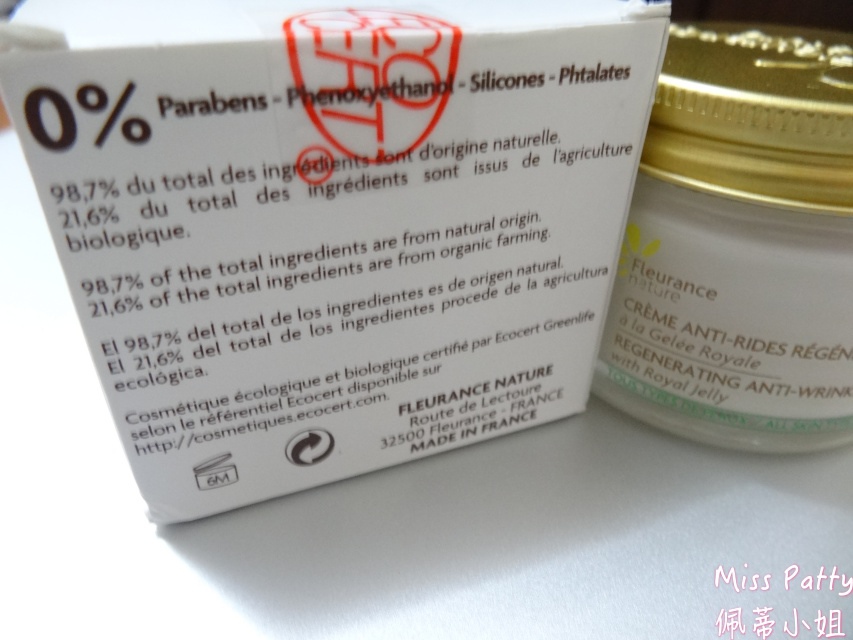 0% Parabens - Phenoxyethanol - Silicones - Phtalates
98,7% du total des ingrédients sont d'origine naturelle.
21,6% du total des ingrédients sont issus de l'agriculture
biologique.
98,7% of the total ingredients are from natural origin.
21,6% of the total ingredients are from organic farming.
El 98,7% del total de los ingredientes es de origen natural.
El 21,6% del total de los ingredientes procede de la agricultura
ecológica.
Cosmétique écologique et biologique certifié par Ecocert Greenlife
selon le référentiel Ecocert disponible sur
http://cosmetiques.ecocert.com.
6M
FLEURANCE NATURE
Route de Lectoure
32500 Fleurance - FRANCE
MADE IN FRANCE
Fleurance
nature
CRÈME ANTI-RIDES RÉGÉN
à la Gelée Royale
REGENERATING ANTI-WRINK
with Royal Jelly
ALL SKIN
Miss Patty
佩蒂小姐